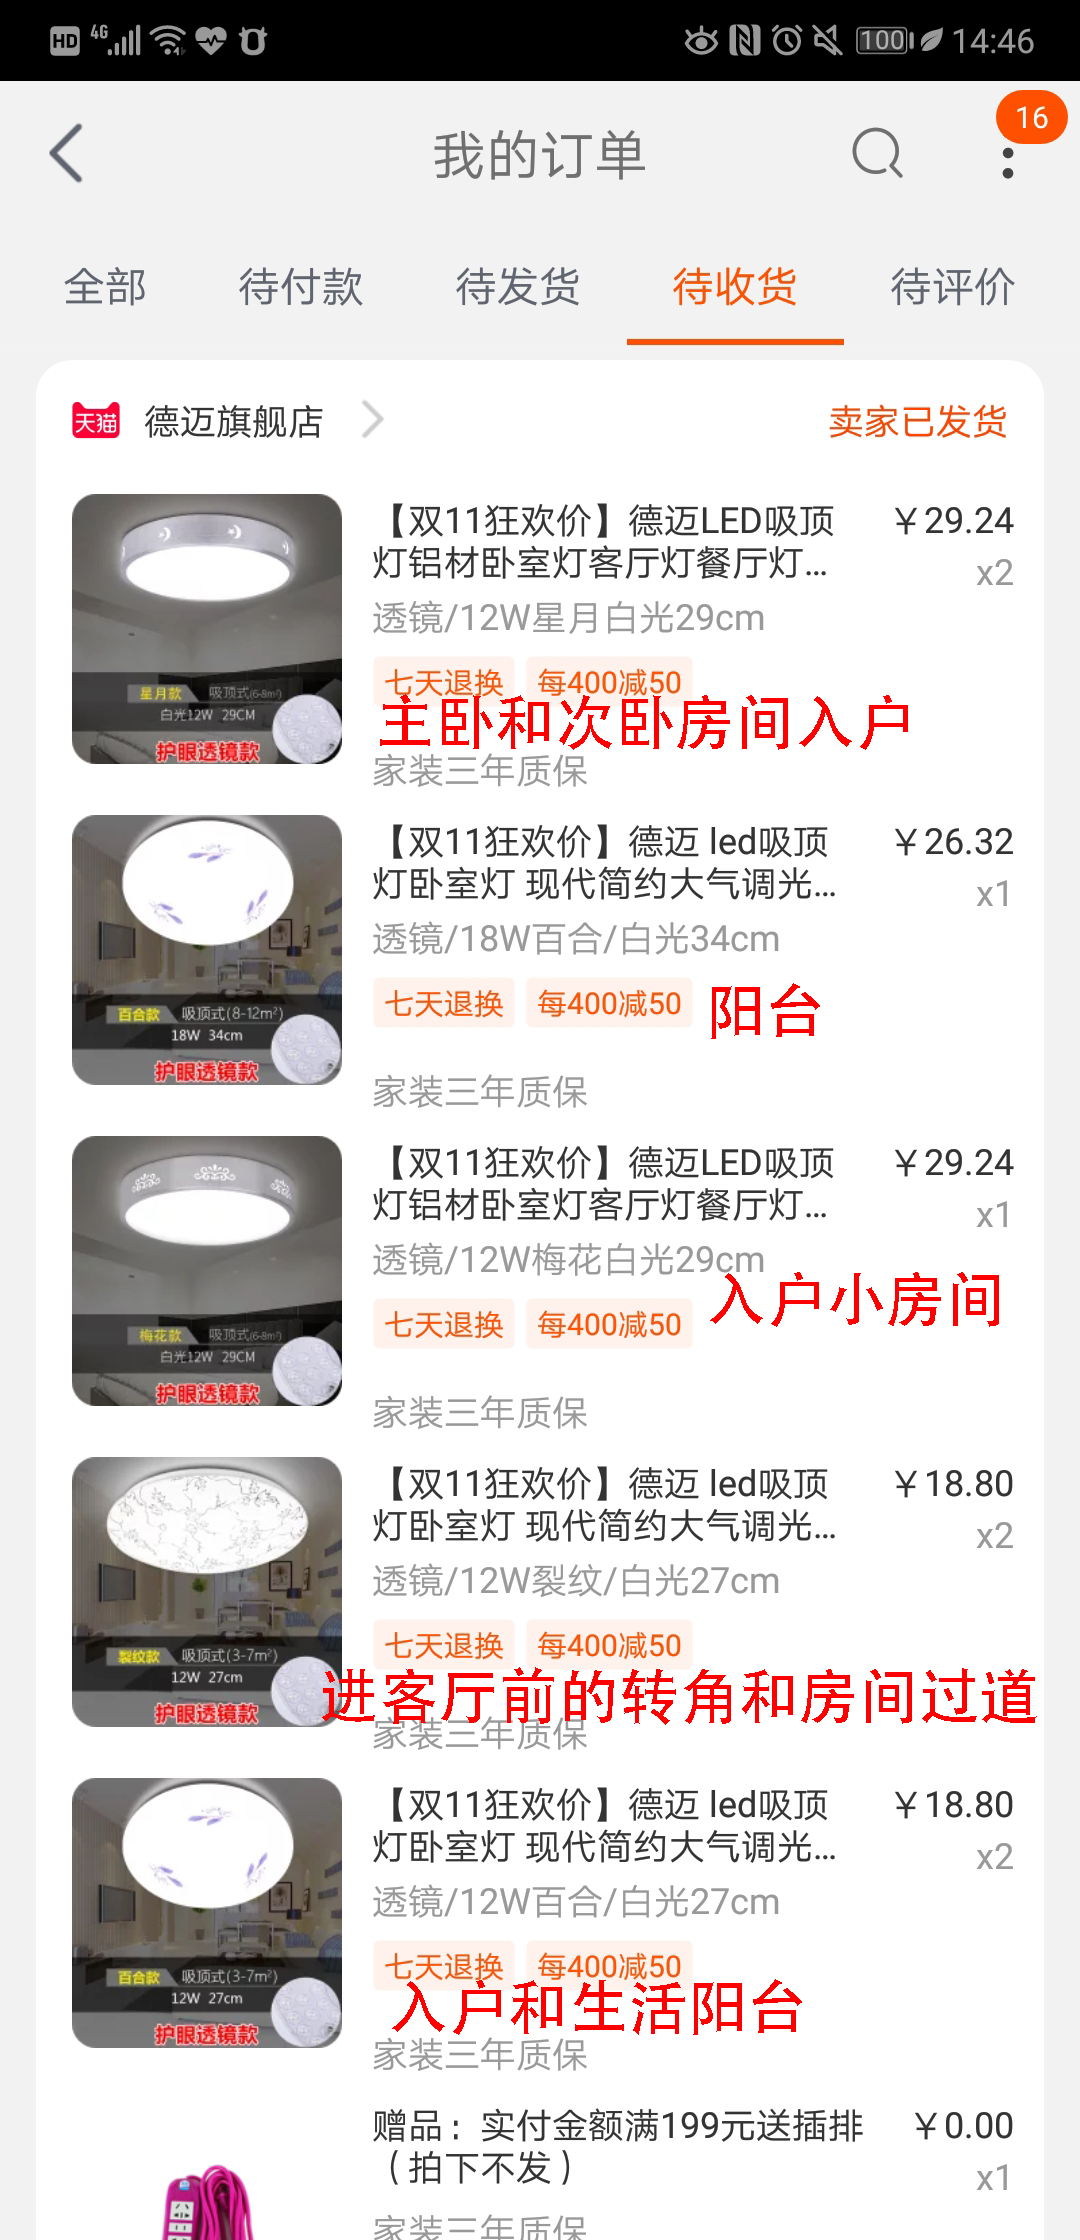 HD 4G 100 14:46
16
我的订单
全部 待付款 待发货 待收货 待评价
天猫 德迈旗舰店 卖家已发货
【双11狂欢价】德迈LED吸顶 ￥29.24
灯铝材卧室灯客厅灯餐厅灯... x2
透镜/12W星月白光29cm
七天退换 每400减50
主卧和次卧房间入户
家装三年质保
星月款 吸顶式(6-8m²)
白光12W 29CM
护眼透镜款
【双11狂欢价】德迈 led吸顶 ￥26.32
灯卧室灯 现代简约大气调光... x1
透镜/18W百合/白光34cm
七天退换 每400减50
阳台
家装三年质保
百合款 吸顶式(8-12m²)
18W 34cm
护眼透镜款
【双11狂欢价】德迈LED吸顶 ￥29.24
灯铝材卧室灯客厅灯餐厅灯... x1
透镜/12W梅花白光29cm
入户小房间
七天退换 每400减50
家装三年质保
梅花款 吸顶式(6-8m²)
白光12W 29CM
护眼透镜款
【双11狂欢价】德迈 led吸顶 ￥18.80
灯卧室灯 现代简约大气调光... x2
透镜/12W裂纹/白光27cm
七天退换 每400减50
进客厅前的转角和房间过道
家装三年质保
裂纹款 吸顶式(3-7m²)
12W 27cm
护眼透镜款
【双11狂欢价】德迈 led吸顶 ￥18.80
灯卧室灯 现代简约大气调光... x2
透镜/12W百合/白光27cm
七天退换 每400减50
入户和生活阳台
家装三年质保
百合款 吸顶式(3-7m²)
12W 27cm
护眼透镜款
赠品：实付金额满199元送插排 ￥0.00
（拍下不发） x1
家装三年质保